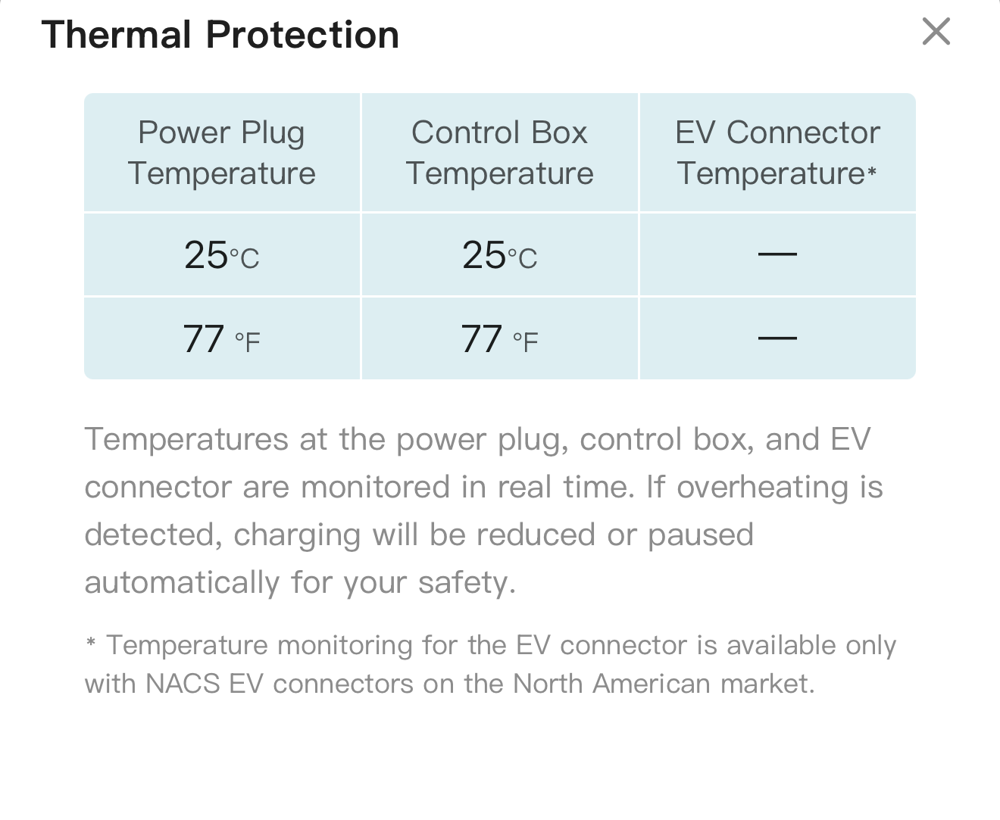 Thermal Protection
Power Plug Temperature
Control Box Temperature
EV Connector Temperature*
25°C
25°C
—
77 °F
77 °F
—
Temperatures at the power plug, control box, and EV
connector are monitored in real time. If overheating is
detected, charging will be reduced or paused
automatically for your safety.
* Temperature monitoring for the EV connector is available only
with NACS EV connectors on the North American market.